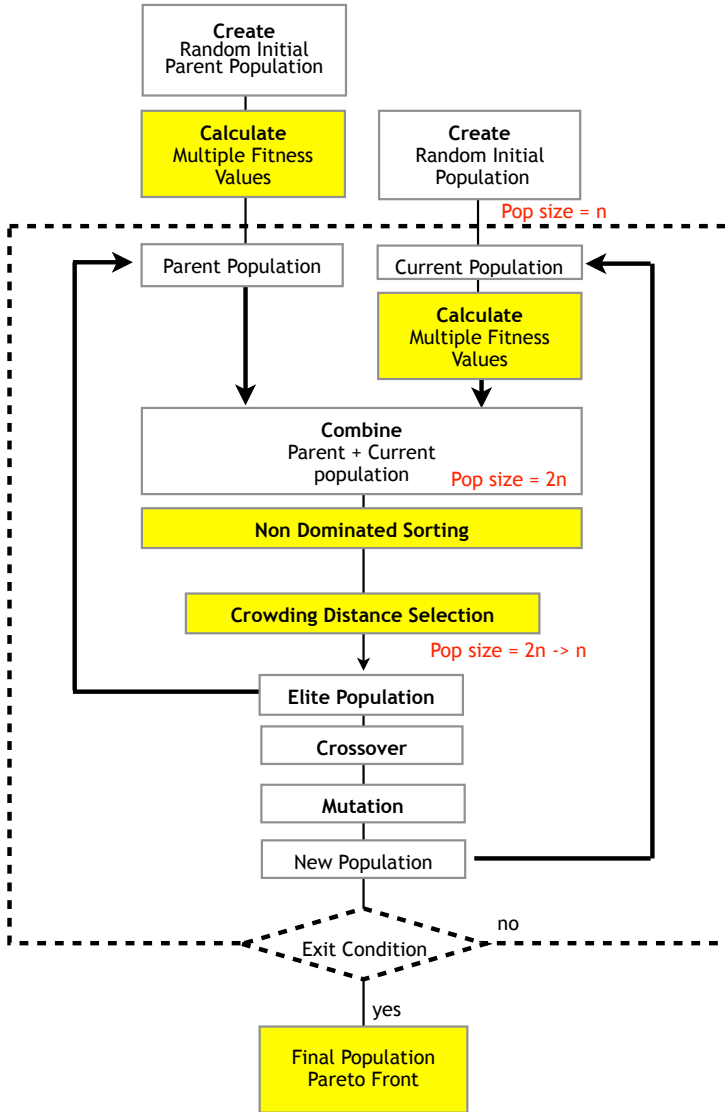 Create
Random Initial
Parent Population
Calculate
Multiple Fitness
Values
Create
Random Initial
Population
Pop size = n
Parent Population
Current Population
Calculate
Multiple Fitness
Values
Combine
Parent + Current
population
Pop size = 2n
Non Dominated Sorting
Crowding Distance Selection
Pop size = 2n -> n
Elite Population
Crossover
Mutation
New Population
Exit Condition
no
yes
Final Population
Pareto Front